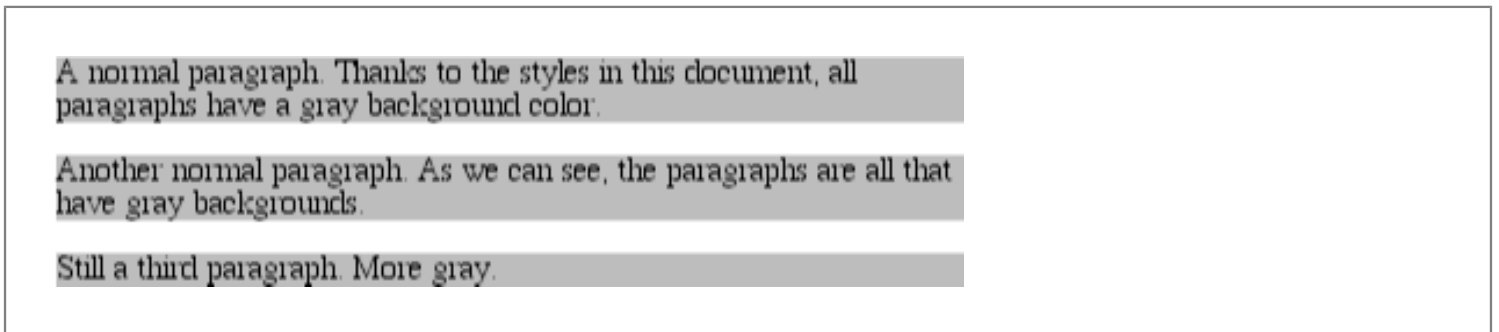 A normal paragraph. Thanks to the styles in this document, all
paragraphs have a gray background color.
Another normal paragraph. As we can see, the paragraphs are all that
have gray backgrounds.
Still a third paragraph. More gray.